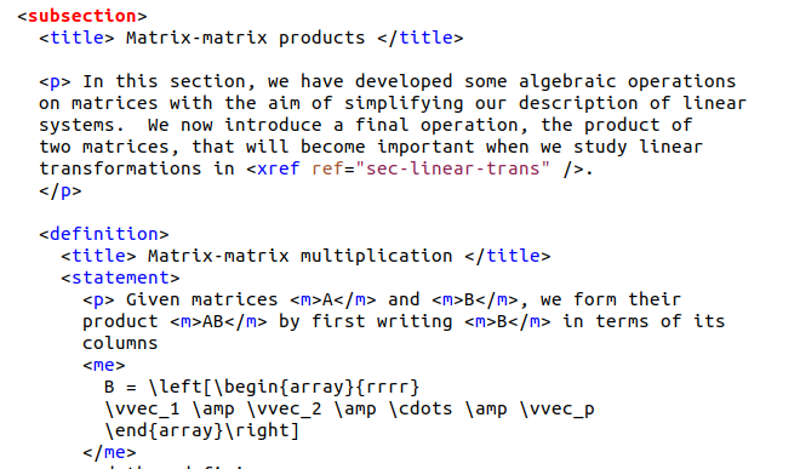 <subsection>
<title> Matrix-matrix products </title>
<p> In this section, we have developed some algebraic operations
on matrices with the aim of simplifying our description of linear
systems.  We now introduce a final operation, the product of
two matrices, that will become important when we study linear
transformations in <xref ref="sec-linear-trans" />.
</p>
<definition>
<title> Matrix-matrix multiplication </title>
<statement>
<p> Given matrices <m>A</m> and <m>B</m>, we form their
product <m>AB</m> by first writing <m>B</m> in terms of its
columns
<me>
B = \left[\begin{array}{rrrr}
\vvec_1 \amp \vvec_2 \amp \cdots \amp \vvec_p
\end{array}\right]
</me>